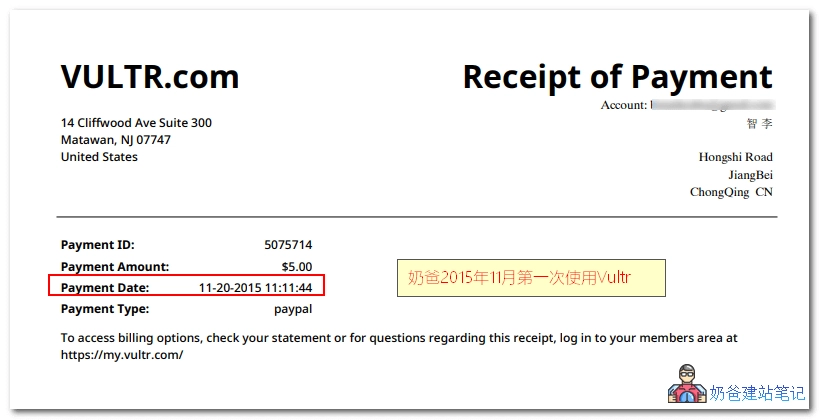 VULTR.com
Receipt of Payment
Account:
智 李
14 Cliffwood Ave Suite 300
Matawan, NJ 07747
United States
Hongshi Road
JiangBei
ChongQing CN
Payment ID: 5075714
Payment Amount: $5.00
Payment Date: 11-20-2015 11:11:44
Payment Type: paypal
奶爸2015年11月第一次使用Vultr
To access billing options, check your statement or for questions regarding this receipt, log in to your members area at
https://my.vultr.com/
奶爸建站笔记